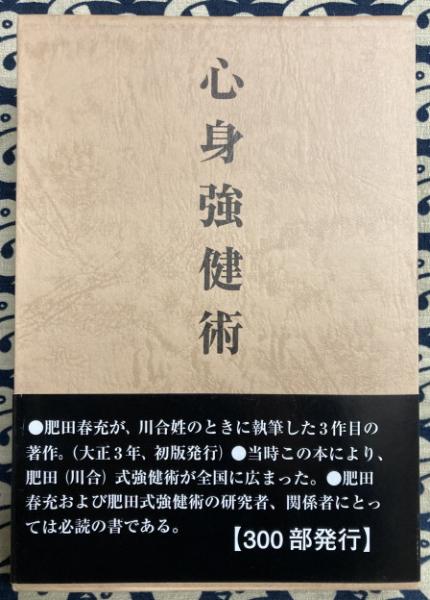 心身強健術
●肥田春充が、川合姓のときに執筆した3作目の
著作。（大正3年、初版発行）●当時この本により、
肥田（川合）式強健術が全国に広まった。●肥田
春充および肥田式強健術の研究者、関係者にとっ
ては必読の書である。
【300部発行】